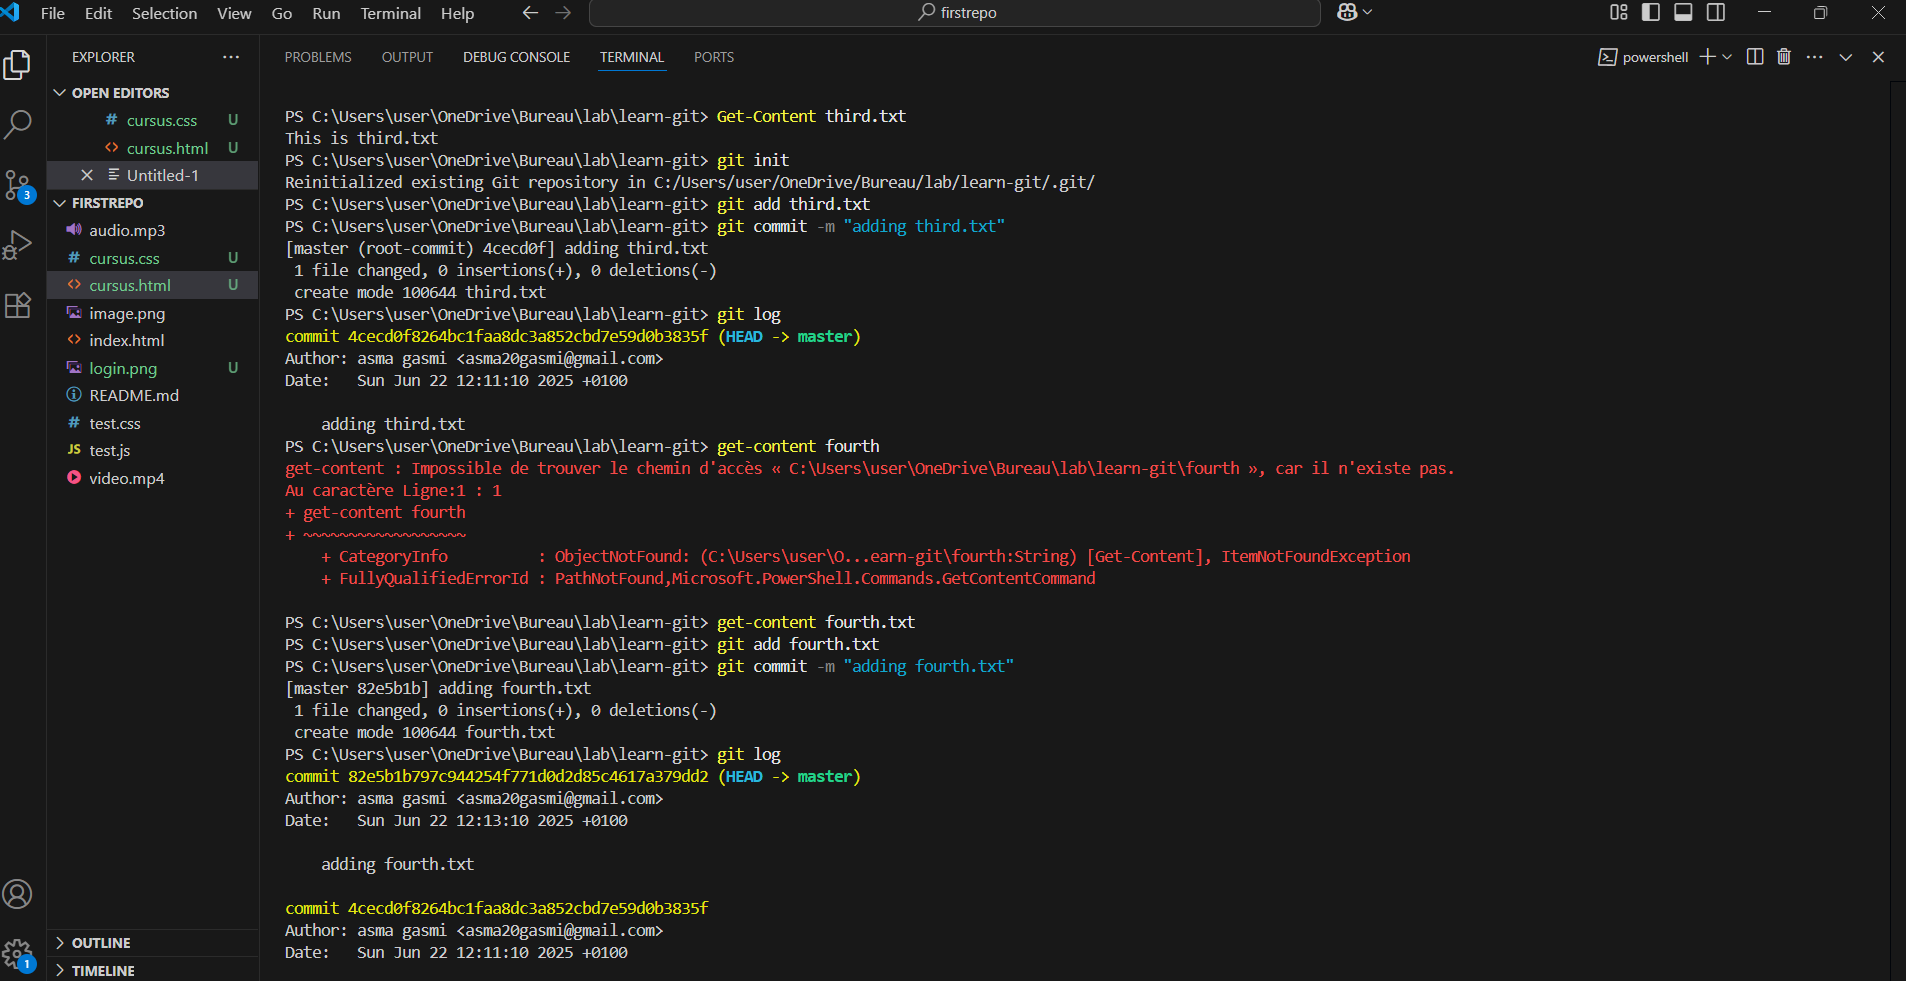 File Edit Selection View Go Run Terminal Help
firstrepo
EXPLORER
PROBLEMS OUTPUT DEBUG CONSOLE TERMINAL PORTS
powershell
OPEN EDITORS
# cursus.css U
<> cursus.html U
Untitled-1
3
FIRSTREPO
audio.mp3
# cursus.css U
<> cursus.html U
image.png
<> index.html
login.png U
README.md
# test.css
JS test.js
video.mp4
OUTLINE
TIMELINE
1
PS C:\Users\user\OneDrive\Bureau\lab\learn-git> Get-Content third.txt
This is third.txt
PS C:\Users\user\OneDrive\Bureau\lab\learn-git> git init
Reinitialized existing Git repository in C:/Users/user/OneDrive/Bureau/lab/learn-git/.git/
PS C:\Users\user\OneDrive\Bureau\lab\learn-git> git add third.txt
PS C:\Users\user\OneDrive\Bureau\lab\learn-git> git commit -m "adding third.txt"
[master (root-commit) 4cecd0f] adding third.txt
1 file changed, 0 insertions(+), 0 deletions(-)
create mode 100644 third.txt
PS C:\Users\user\OneDrive\Bureau\lab\learn-git> git log
commit 4cecd0f8264bc1faa8dc3a852cbd7e59d0b3835f (HEAD -> master)
Author: asma gasmi <asma20gasmi@gmail.com>
Date:   Sun Jun 22 12:11:10 2025 +0100
adding third.txt
PS C:\Users\user\OneDrive\Bureau\lab\learn-git> get-content fourth
get-content : Impossible de trouver le chemin d'accès « C:\Users\user\OneDrive\Bureau\lab\learn-git\fourth », car il n'existe pas.
Au caractère Ligne:1 : 1
+ get-content fourth
+ ~~~~~~~~~~~~~~~~~~
+ CategoryInfo          : ObjectNotFound: (C:\Users\user\O...earn-git\fourth:String) [Get-Content], ItemNotFoundException
+ FullyQualifiedErrorId : PathNotFound,Microsoft.PowerShell.Commands.GetContentCommand
PS C:\Users\user\OneDrive\Bureau\lab\learn-git> get-content fourth.txt
PS C:\Users\user\OneDrive\Bureau\lab\learn-git> git add fourth.txt
PS C:\Users\user\OneDrive\Bureau\lab\learn-git> git commit -m "adding fourth.txt"
[master 82e5b1b] adding fourth.txt
1 file changed, 0 insertions(+), 0 deletions(-)
create mode 100644 fourth.txt
PS C:\Users\user\OneDrive\Bureau\lab\learn-git> git log
commit 82e5b1b797c944254f771d0d2d85c4617a379dd2 (HEAD -> master)
Author: asma gasmi <asma20gasmi@gmail.com>
Date:   Sun Jun 22 12:13:10 2025 +0100
adding fourth.txt
commit 4cecd0f8264bc1faa8dc3a852cbd7e59d0b3835f
Author: asma gasmi <asma20gasmi@gmail.com>
Date:   Sun Jun 22 12:11:10 2025 +0100